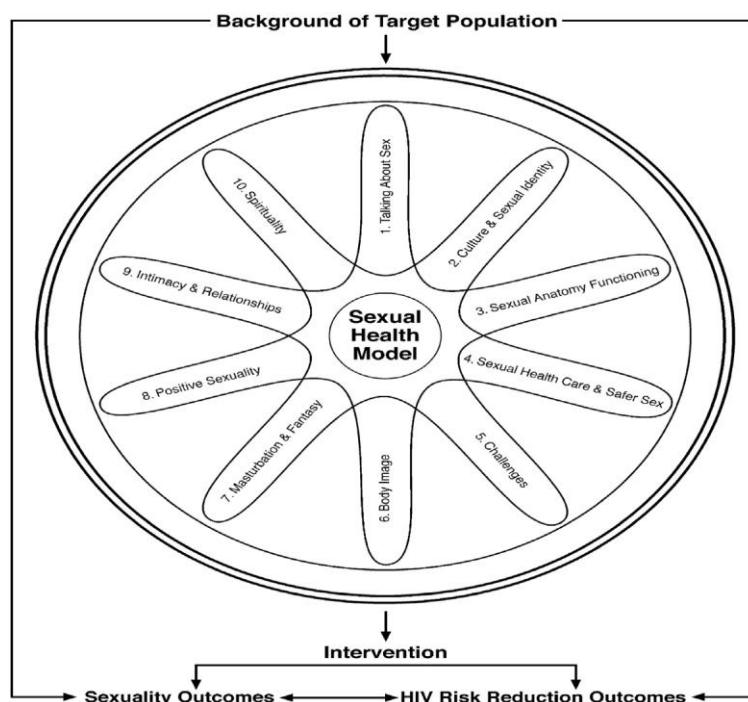 Background of Target Population
1. Talking About Sex
2. Culture & Sexual Identity
3. Sexual Anatomy Functioning
4. Sexual Health Care & Safer Sex
5. Challenges
6. Body Image
7. Masturbation & Fantasy
8. Positive Sexuality
9. Intimacy & Relationships
10. Spirituality
Sexual
Health
Model
Intervention
Sexuality Outcomes
HIV Risk Reduction Outcomes